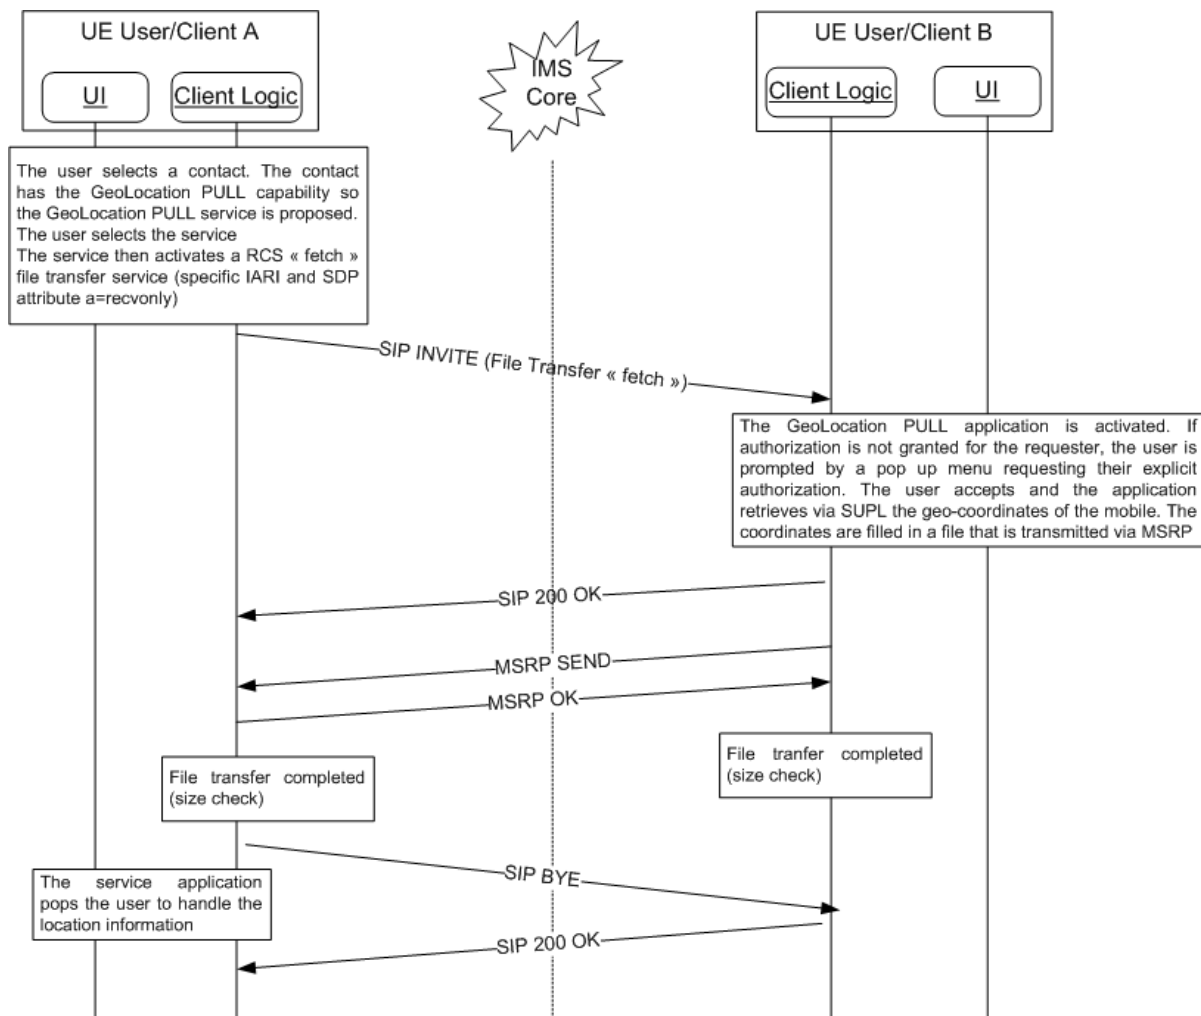 UE User/Client A
UI
Client Logic
IMS
Core
UE User/Client B
Client Logic
UI
The user selects a contact. The contact
has the GeoLocation PULL capability so
the GeoLocation PULL service is proposed.
The user selects the service
The service then activates a RCS « fetch »
file transfer service (specific IARI and SDP
attribute a=recvonly)
SIP INVITE (File Transfer « fetch »)
The GeoLocation PULL application is activated. If
authorization is not granted for the requester, the user is
prompted by a pop up menu requesting their explicit
authorization. The user accepts and the application
retrieves via SUPL the geo-coordinates of the mobile. The
coordinates are filled in a file that is transmitted via MSRP
SIP 200 OK
MSRP SEND
MSRP OK
File transfer completed
(size check)
File tranfer completed
(size check)
SIP BYE
The service application
pops the user to handle the
location information
SIP 200 OK